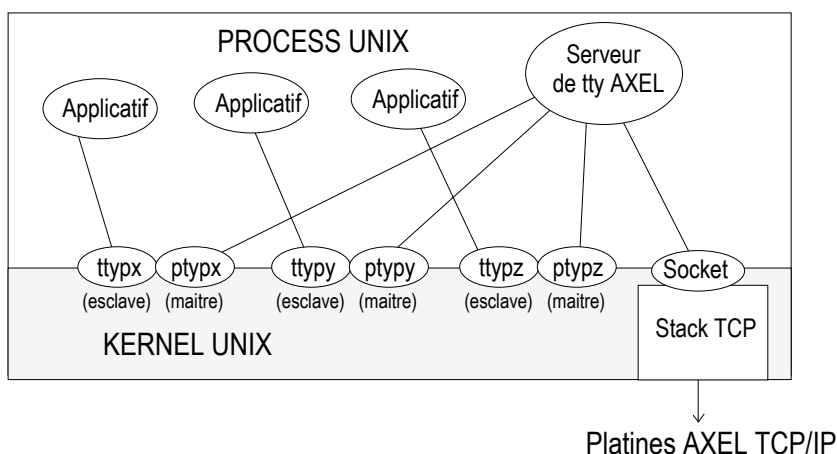 PROCESS UNIX
Serveur
de tty AXEL
Applicatif
Applicatif
Applicatif
ttypx ptypx ttypy ptypy ttypz ptypz Socket
(esclave) (maitre) (esclave) (maitre) (esclave) (maitre)
Stack TCP
KERNEL UNIX
Platines AXEL TCP/IP